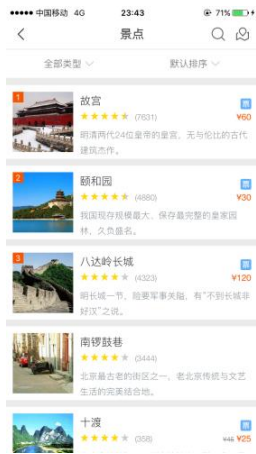 中国移动 4G 23:43 71%
景点
全部类型 默认排序
1
故宫
(7631) 票
¥60
明清两代24位皇帝的皇宫，无与伦比的古代
建筑杰作。
2
颐和园
(4880) 票
¥30
我国现存规模最大、保存最完整的皇家园
林，久负盛名。
3
八达岭长城
(4323) 票
¥120
明长城一节，险要军事关隘，有“不到长城非
好汉”之说。
南锣鼓巷
(3444)
北京最古老的街区之一，老北京传统与文艺
生活的完美结合地。
十渡
(358) 票
¥45 ¥25